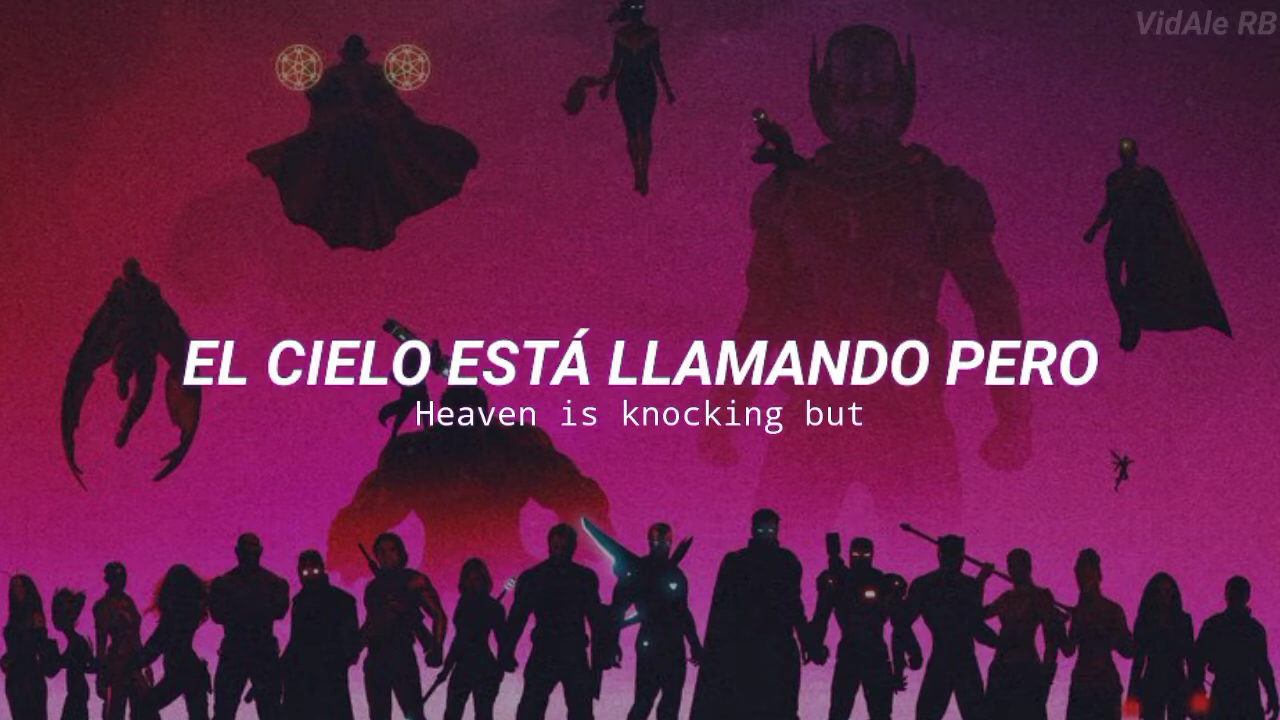 VidAle RB
EL CIELO ESTÁ LLAMANDO PERO
Heaven is knocking but